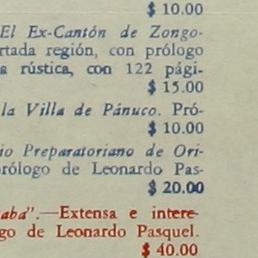 $ 10.00
El Ex-Cantón de Zongo-
rtada región, con prólogo
a rústica, con 122 pági-
$ 15.00
la Villa de Pánuco. Pró-
$ 10.00
io Preparatoriano de Ori-
rólogo de Leonardo Pas-
$ 20.00
aba".—Extensa e intere-
go de Leonardo Pasquel.
$ 40.00